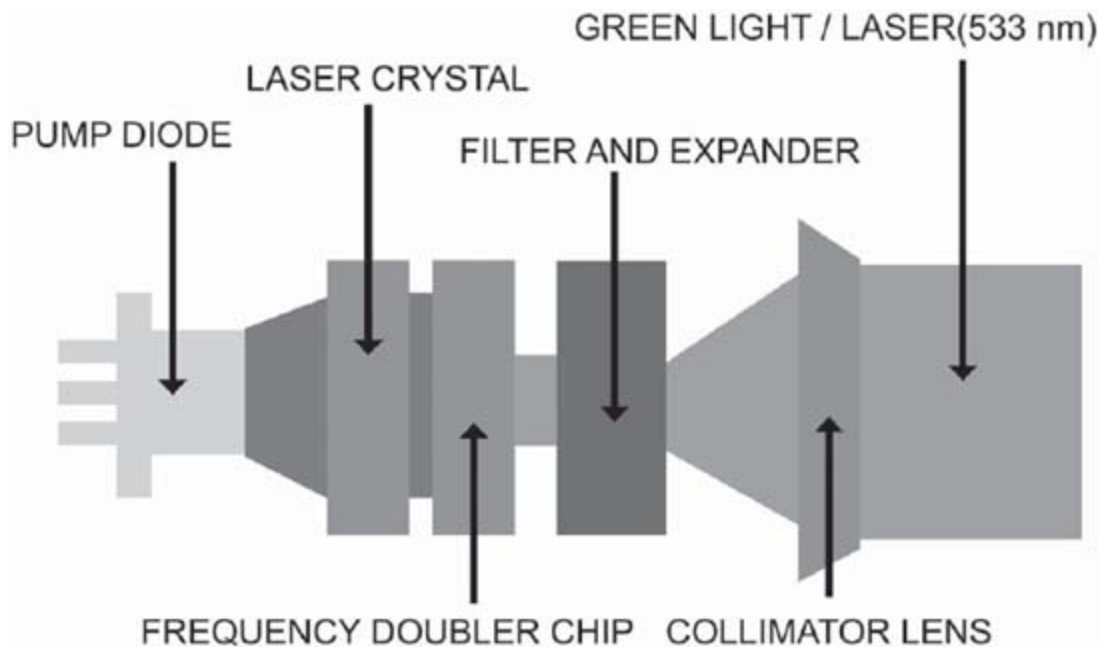 GREEN LIGHT / LASER(533 nm)
LASER CRYSTAL
PUMP DIODE
FILTER AND EXPANDER
FREQUENCY DOUBLER CHIP
COLLIMATOR LENS